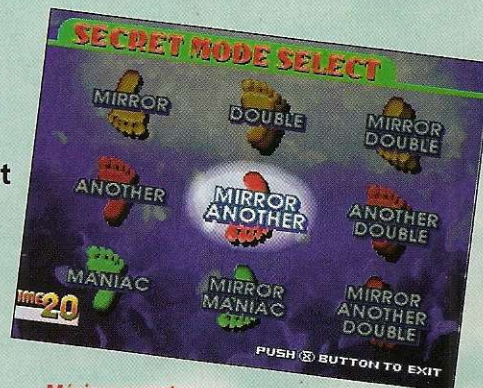 SECRET MODE SELECT
MIRROR
DOUBLE
MIRROR
DOUBLE
t
ANOTHER
MIRROR
ANOTHER
ANOTHER
DOUBLE
MANIAC
MIRROR
MANIAC
MIRROR
ANOTHER
DOUBLE
TIME 20
PUSH Ⓧ BUTTON TO EXIT